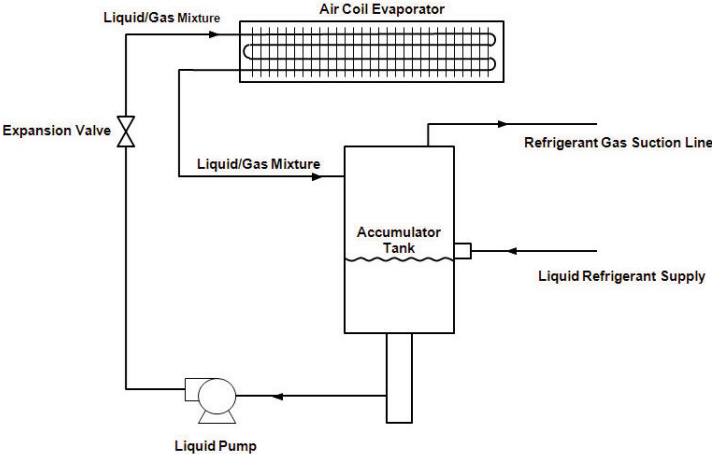 Air Coil Evaporator
Liquid/Gas Mixture
Expansion Valve
Refrigerant Gas Suction Line
Liquid/Gas Mixture
Accumulator
Tank
Liquid Refrigerant Supply
Liquid Pump